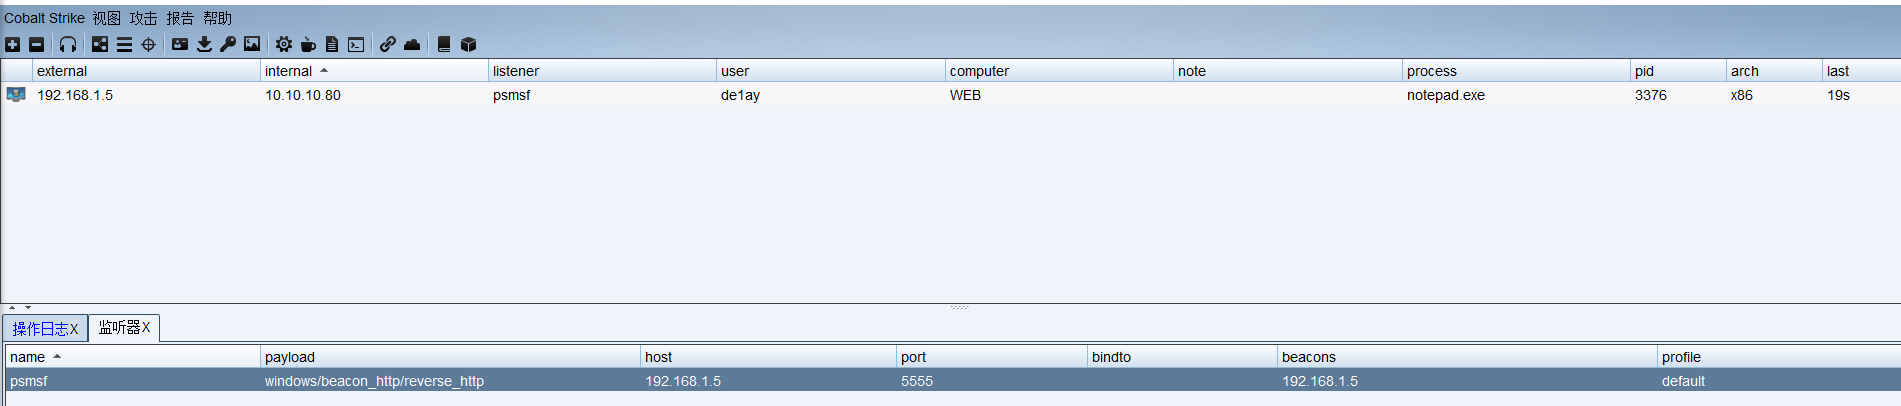 Cobalt Strike 视图 攻击 报告 帮助
external internal listener user computer note process pid arch last
192.168.1.5 10.10.10.80 psmsf de1ay WEB notepad.exe 3376 x86 19s
操作日志X 监听器X
name payload host port bindto beacons profile
psmsf windows/beacon_http/reverse_http 192.168.1.5 5555 192.168.1.5 default